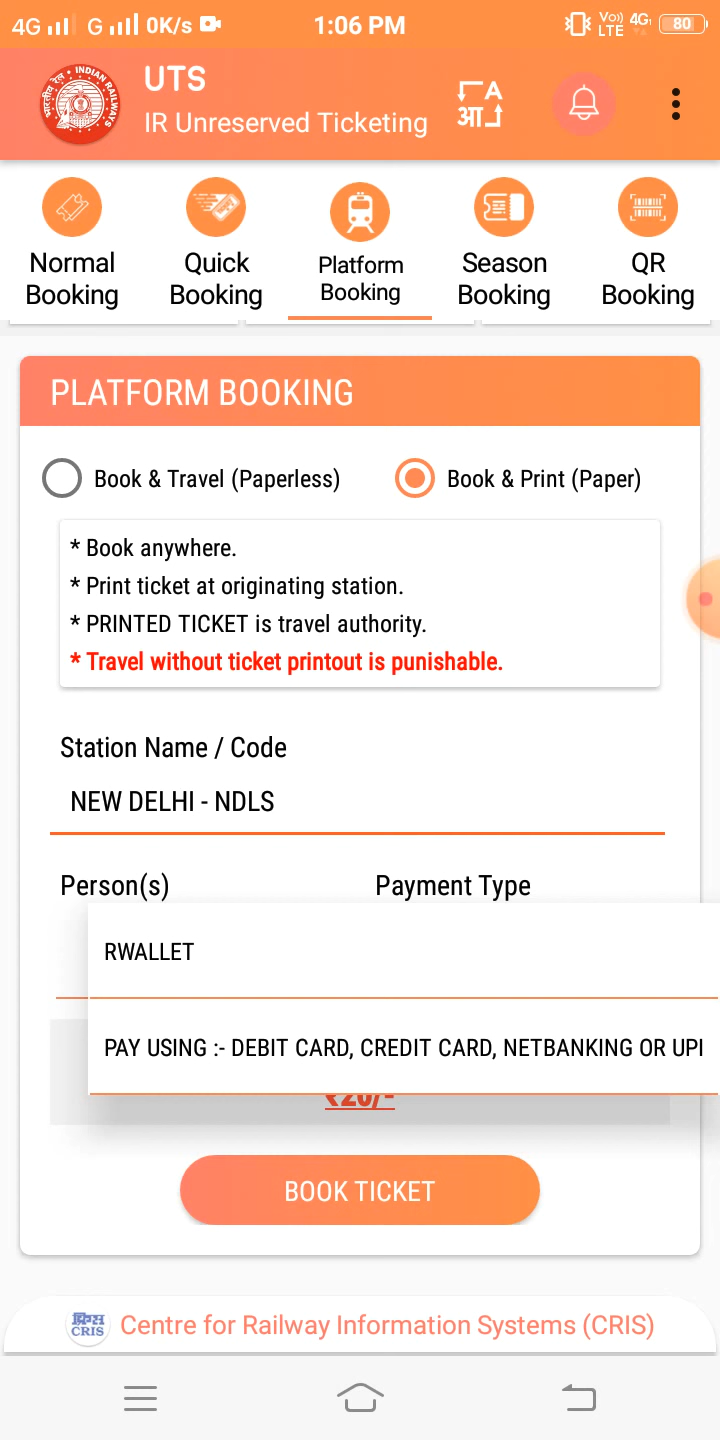 4G G 0K/s 1:06 PM Vo)) LTE 4G 80
UTS
IR Unreserved Ticketing
A
आ
Normal Booking
Quick Booking
Platform Booking
Season Booking
QR Booking
PLATFORM BOOKING
Book & Travel (Paperless) Book & Print (Paper)
* Book anywhere.
* Print ticket at originating station.
* PRINTED TICKET is travel authority.
* Travel without ticket printout is punishable.
Station Name / Code
NEW DELHI - NDLS
Person(s) Payment Type
RWALLET
PAY USING :- DEBIT CARD, CREDIT CARD, NETBANKING OR UPI
₹20/-
BOOK TICKET
क्रिस
CRIS
Centre for Railway Information Systems (CRIS)